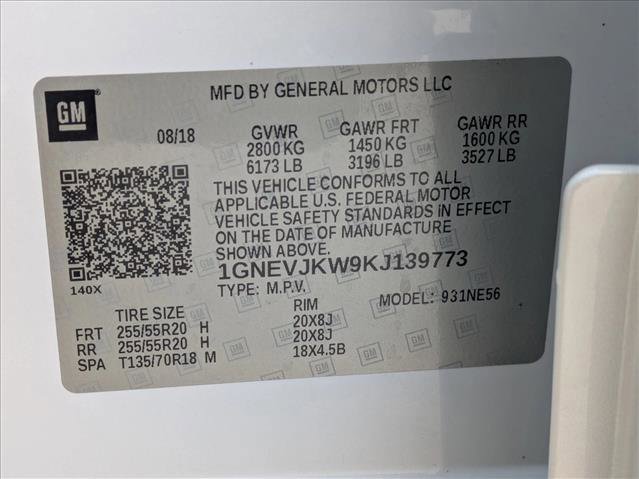 GM
MFD BY GENERAL MOTORS LLC
08/18 GVWR GAWR FRT GAWR RR
2800 KG 1450 KG 1600 KG
6173 LB 3196 LB 3527 LB
THIS VEHICLE CONFORMS TO ALL
APPLICABLE U.S. FEDERAL MOTOR
VEHICLE SAFETY STANDARDS IN EFFECT
ON THE DATE OF MANUFACTURE
SHOWN ABOVE.
1GNEVJKW9KJ139773
140X
TYPE: M.P.V. MODEL: 931NE56
TIRE SIZE RIM
FRT 255/55R20 H 20X8J
RR 255/55R20 H 20X8J
SPA T135/70R18 M 18X4.5B